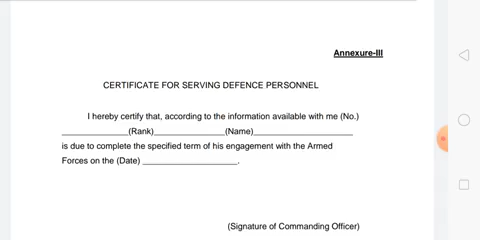 Annexure-III
CERTIFICATE FOR SERVING DEFENCE PERSONNEL
I hereby certify that, according to the information available with me (No.)
______________(Rank)_______________(Name)_____________________
is due to complete the specified term of his engagement with the Armed
Forces on the (Date) ____________________.
(Signature of Commanding Officer)